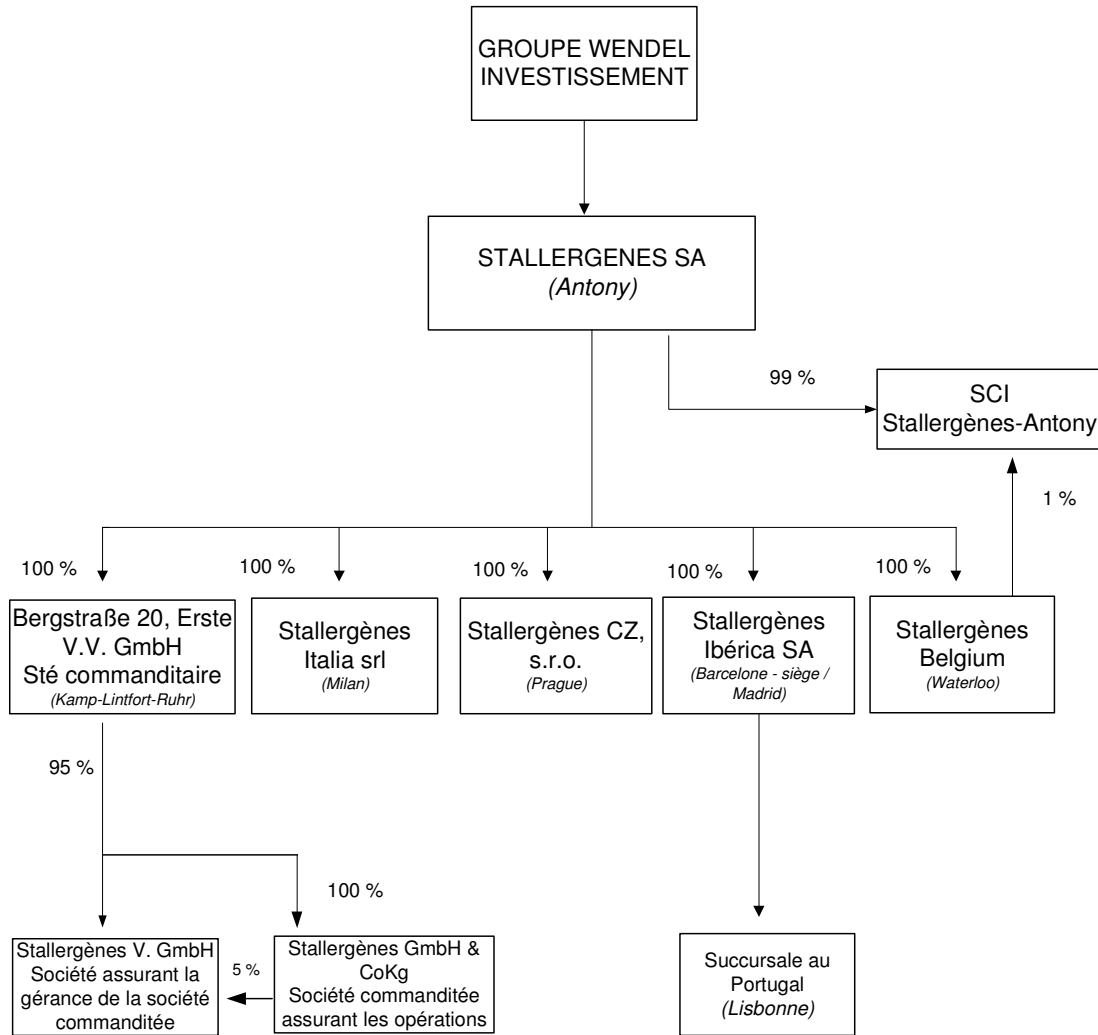 GROUPE WENDEL
INVESTISSEMENT
STALLERGENES SA
(Antony)
99 %
SCI
Stallergènes-Antony
1 %
100 %
100 %
100 %
100 %
100 %
Bergstraße 20, Erste
V.V. GmbH
Sté commanditaire
(Kamp-Lintfort-Ruhr)
Stallergènes
Italia srl
(Milan)
Stallergènes CZ,
s.r.o.
(Prague)
Stallergènes
Ibérica SA
(Barcelone - siège /
Madrid)
Stallergènes
Belgium
(Waterloo)
95 %
100 %
Stallergènes V. GmbH
Société assurant la
gérance de la société
commanditée
5 %
Stallergènes GmbH &
CoKg
Société commanditée
assurant les opérations
Succursale au
Portugal
(Lisbonne)